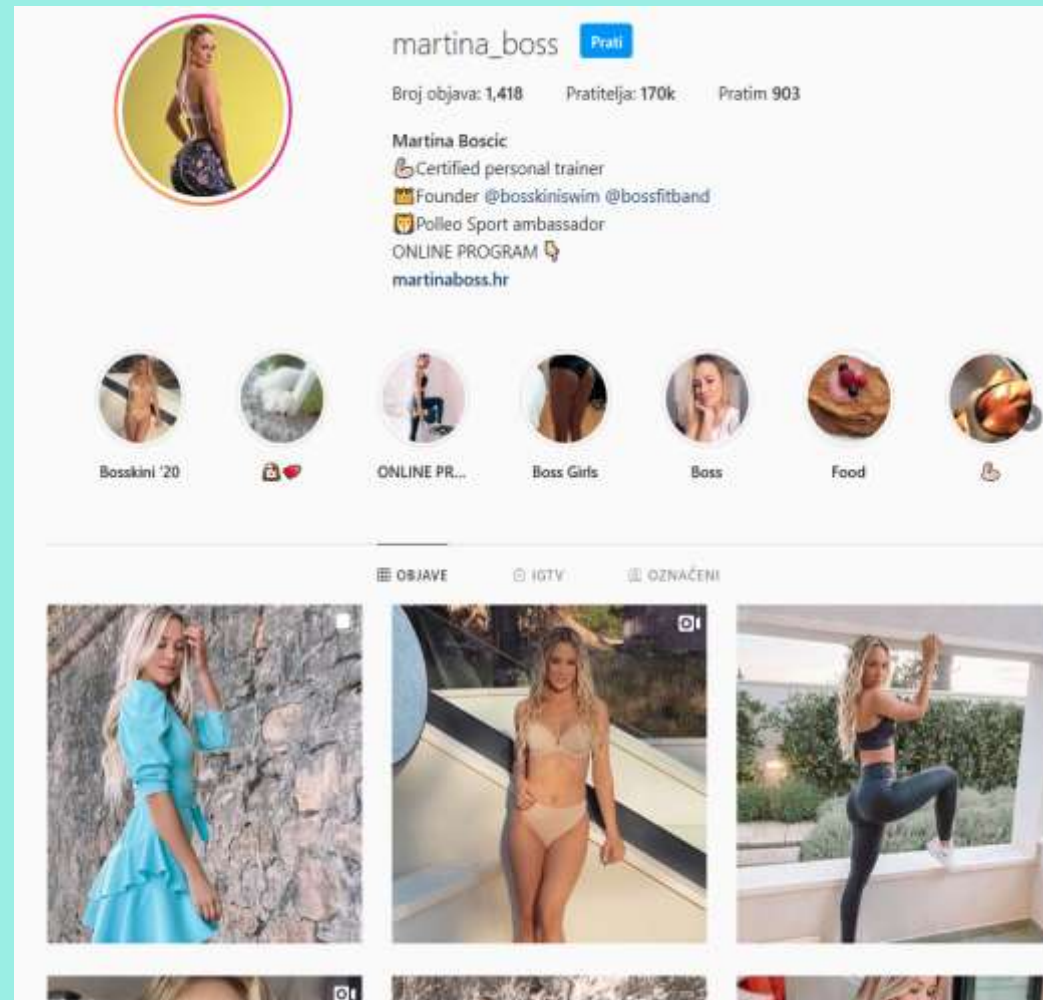 martina_boss Prati
Broj objava: 1,418 Pratitelja: 170k Pratim 903
Martina Boscic
💪Certified personal trainer
Founder @bosskiniswim @bossfitband
Polleo Sport ambassador
ONLINE PROGRAM 👇
martinaboss.hr
Bosskini '20 ONLINE PR... Boss Girls Boss Food 💪
OBJAVE IGTV OZNAČENI